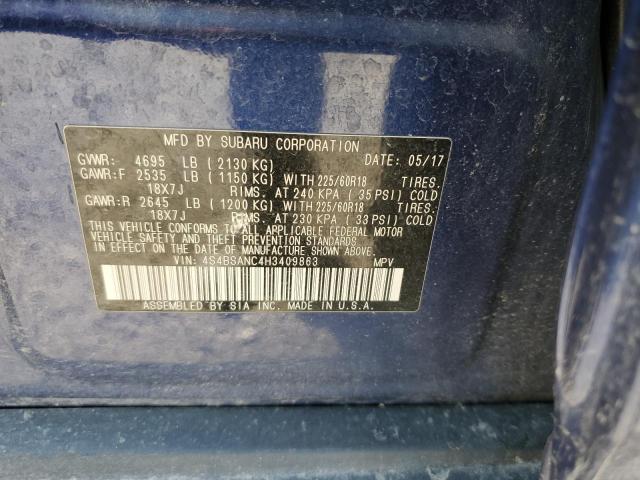 MFD BY SUBARU CORPORATION
GVWR: 4695 LB ( 2130 KG) DATE: 05/17
GAWR:F 2535 LB ( 1150 KG) WITH 225/60R18 TIRES.
18X7J RIMS. AT 240 KPA ( 35 PSI) COLD
GAWR:R 2645 LB ( 1200 KG) WITH 225/60R18 TIRES.
18X7J RIMS. AT 230 KPA ( 33 PSI) COLD
THIS VEHICLE CONFORMS TO ALL APPLICABLE FEDERAL MOTOR
VEHICLE SAFETY AND THEFT PREVENTION STANDARDS
IN EFFECT ON THE DATE OF MANUFACTURE SHOWN ABOVE.
VIN: 4S4BSANC4H3409863 MPV
ASSEMBLED BY SIA INC. MADE IN U.S.A.